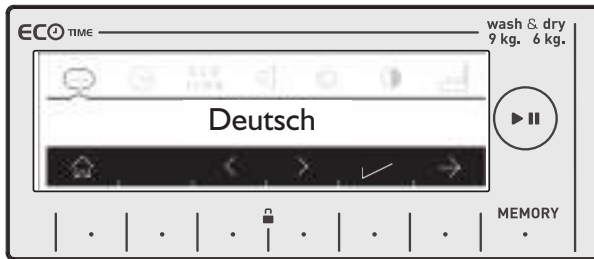 ECO TIME
wash & dry
9 kg. 6 kg.
Deutsch
MEMORY